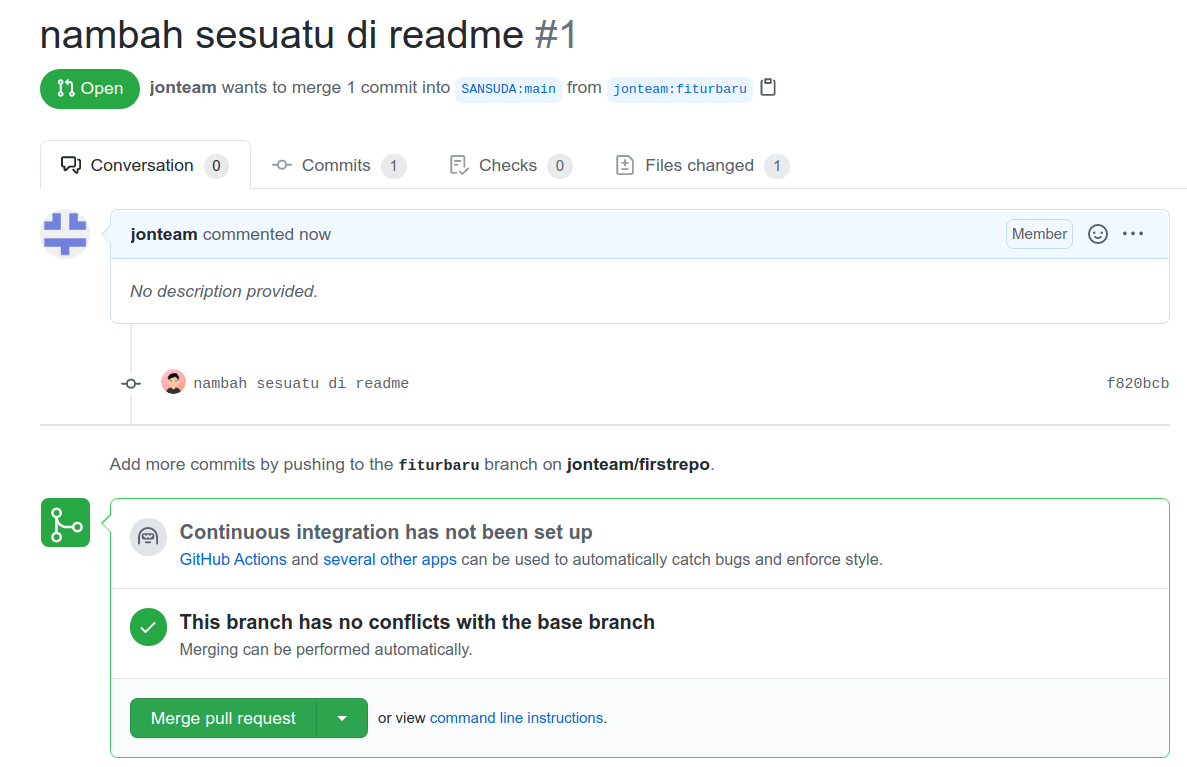 nambah sesuatu di readme #1
Open jonteam wants to merge 1 commit into SANSUDA:main from jonteam:fiturbaru
Conversation 0 Commits 1 Checks 0 Files changed 1
jonteam commented now Member
No description provided.
nambah sesuatu di readme f820bcb
Add more commits by pushing to the fiturbaru branch on jonteam/firstrepo.
Continuous integration has not been set up
GitHub Actions and several other apps can be used to automatically catch bugs and enforce style.
This branch has no conflicts with the base branch
Merging can be performed automatically.
Merge pull request or view command line instructions.